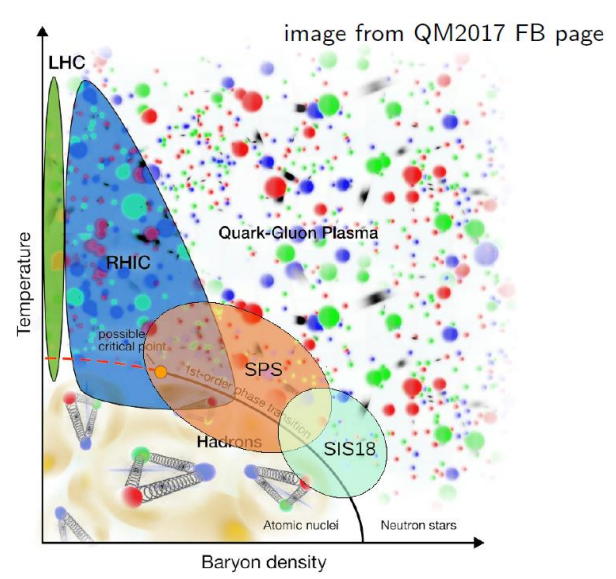 image from QM2017 FB page
LHC
Quark-Gluon Plasma
RHIC
Temperature
possible
critical point
SPS
1st-order phase transition
Hadrons
SIS18
Atomic nuclei
Neutron stars
Baryon density